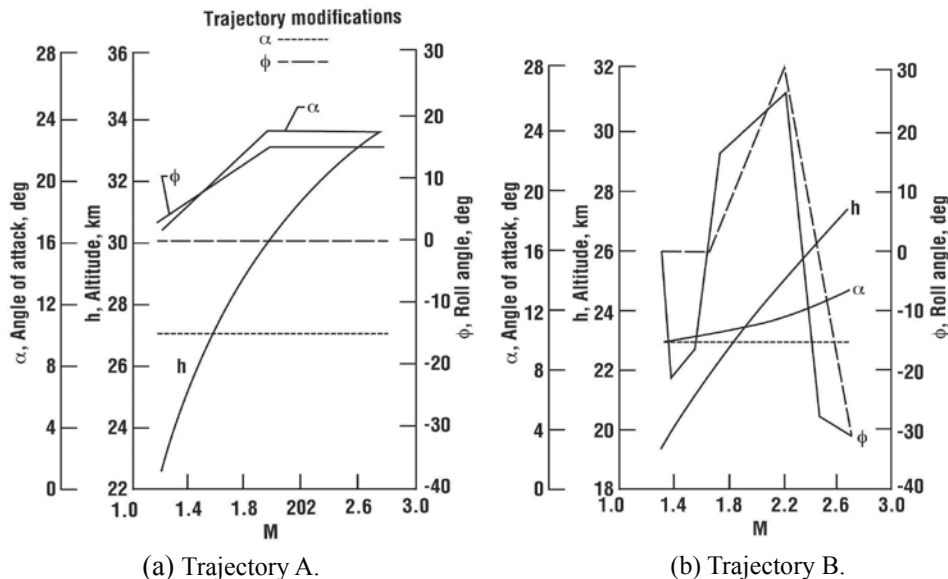 Trajectory modifications
α
ϕ
28
24
20
16
12
8
4
0
α, Angle of attack, deg
36
34
32
30
28
26
24
22
h, Altitude, km
30
20
10
0
-10
-20
-30
-40
ϕ, Roll angle, deg
α
ϕ
h
1.0 1.4 1.8 202 2.6 3.0
M
(a) Trajectory A.
28
24
20
16
12
8
4
0
α, Angle of attack, deg
32
30
28
26
24
22
20
18
h, Altitude, km
30
20
10
0
-10
-20
-30
-40
ϕ, Roll angle, deg
h
α
ϕ
1.0 1.4 1.8 2.2 2.6 3.0
M
(b) Trajectory B.